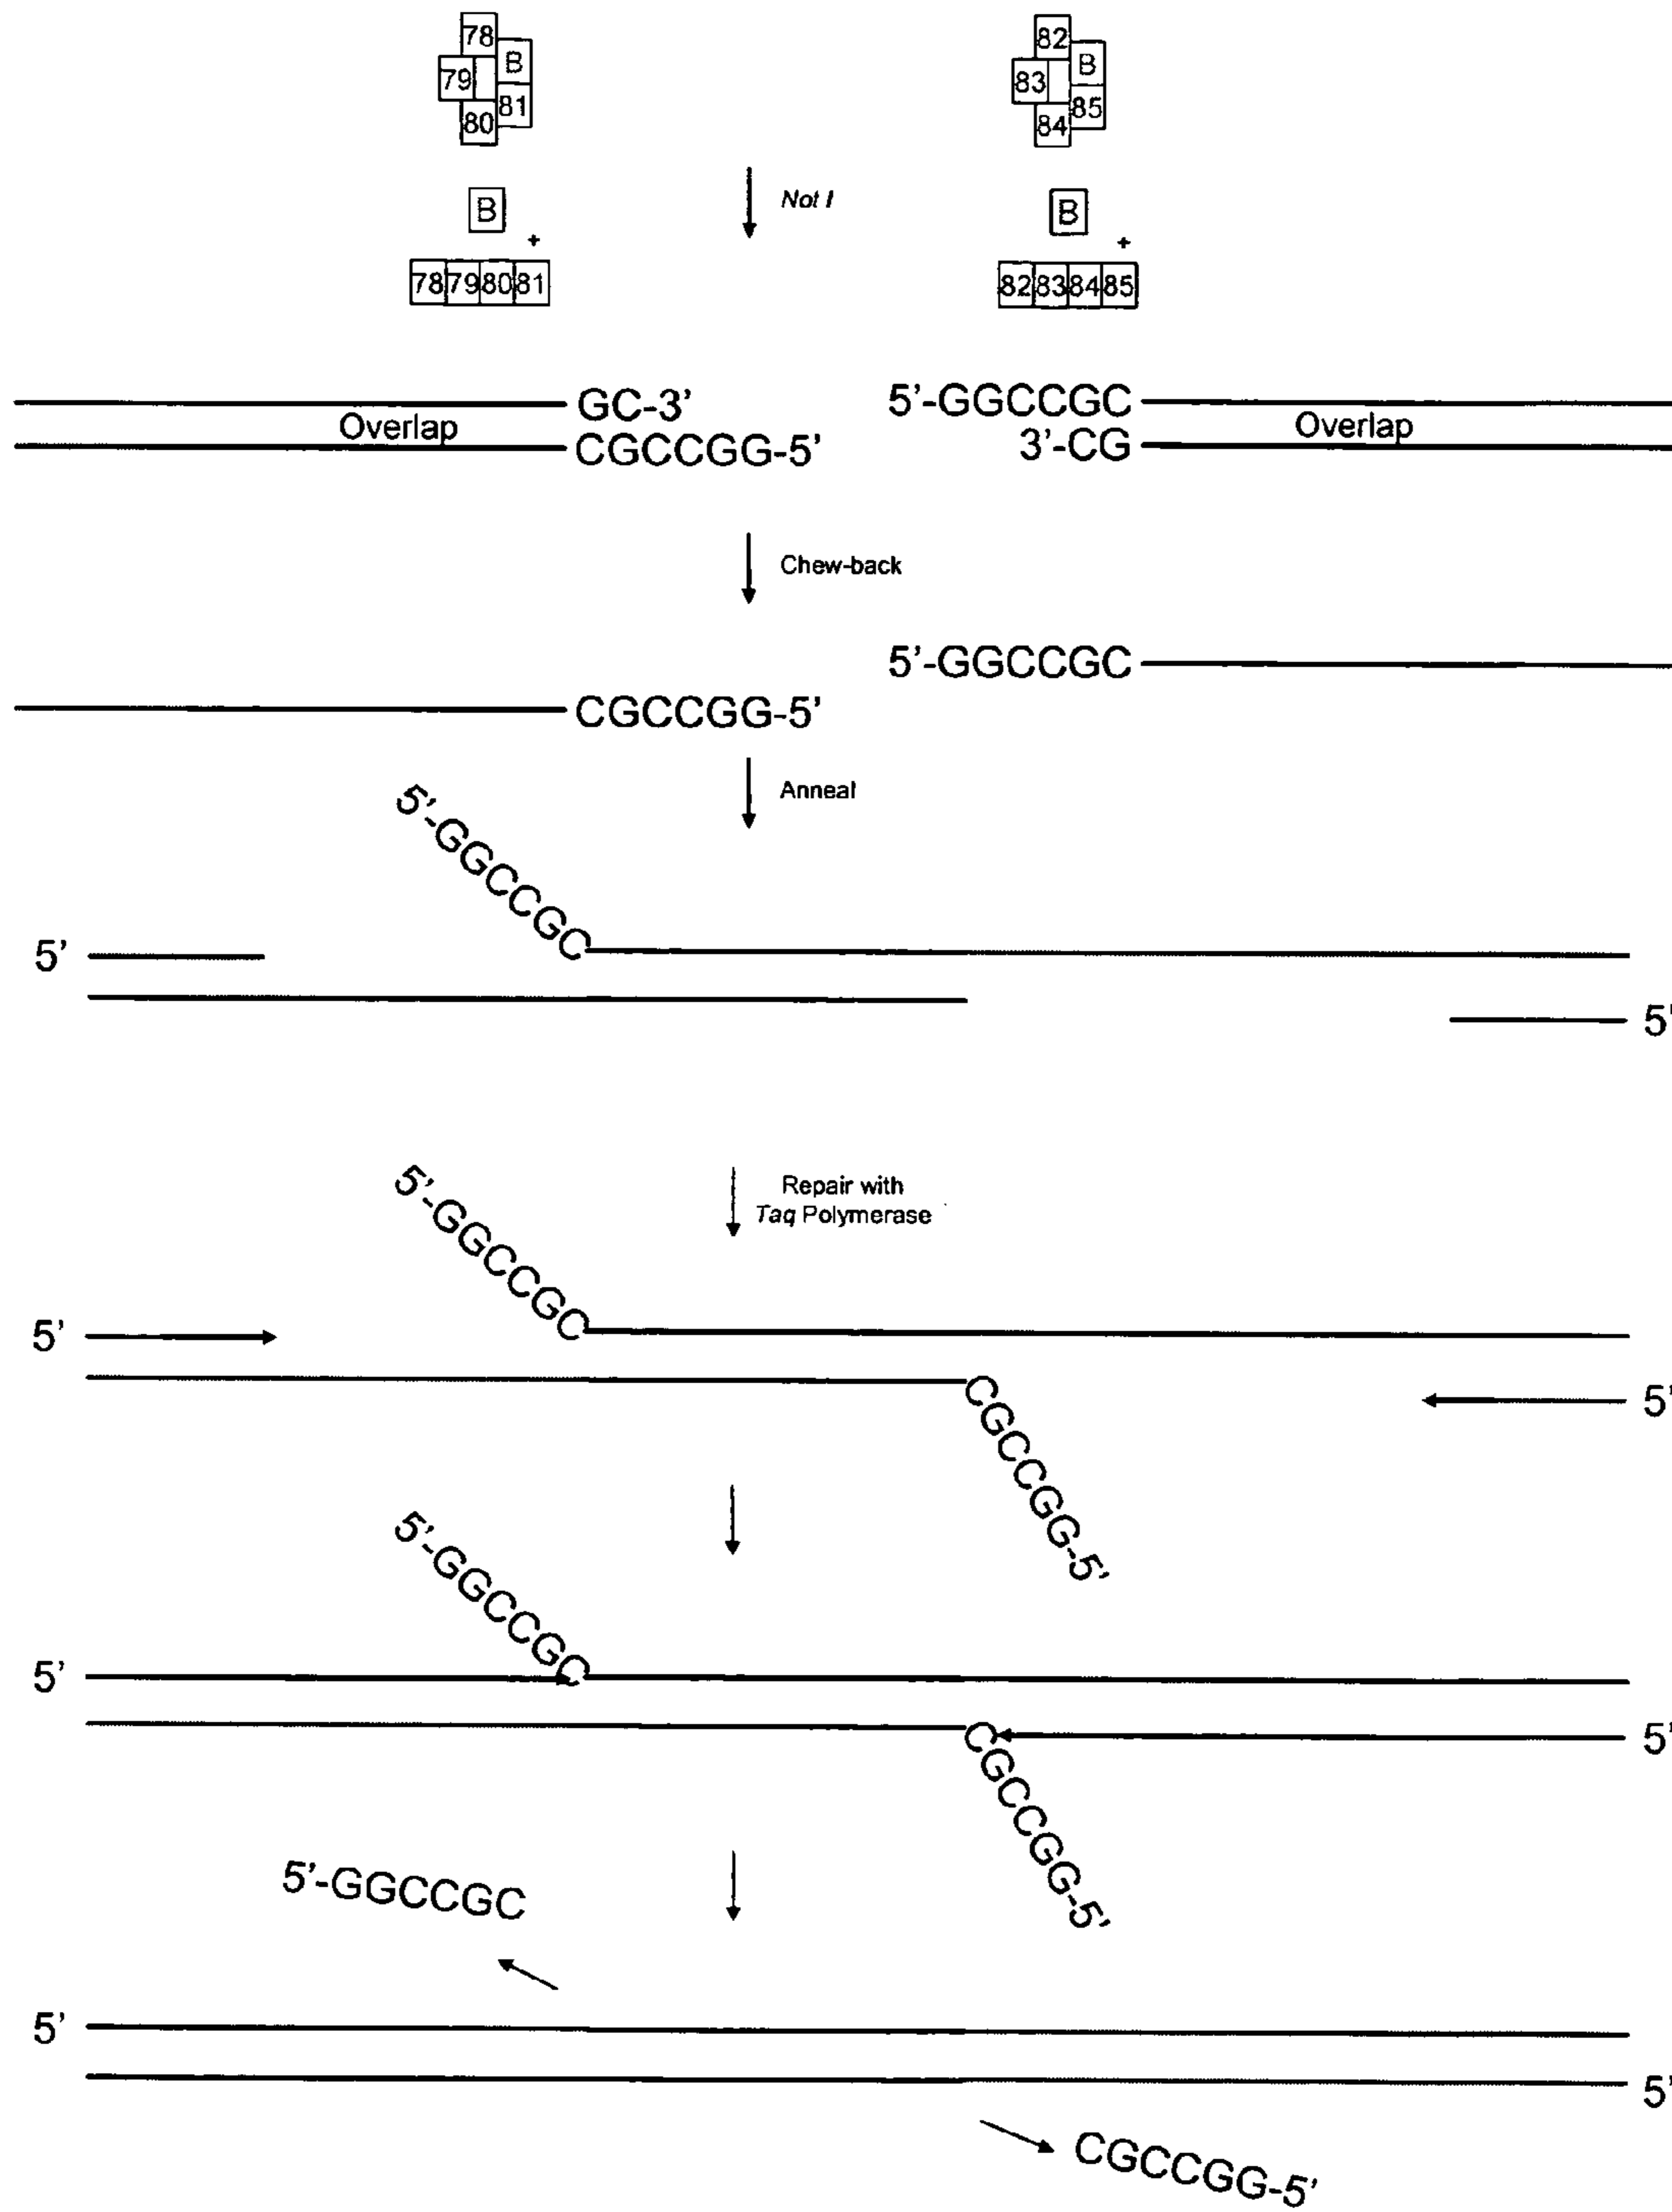 78
B
79
81
80
82
B
83
85
84
Not I
B
+
78 79 80 81
B
+
82 83 84 85
GC-3’
Overlap
CGCCGGG-5’
5’-GGCCGC
Overlap
3’-CG
Chew-back
5’-GGCCGC
CGCCGG-5’
Anneal
5’-GGCCGC
5’
5’
Repair with
Taq Polymerase
5’-GGCCGC
5’
5’
CGCCGG-5’
5’-GGCCGC
5’
5’
CGCCGG-5’
5’-GGCCGC
5’
5’
CGCCGG-5’